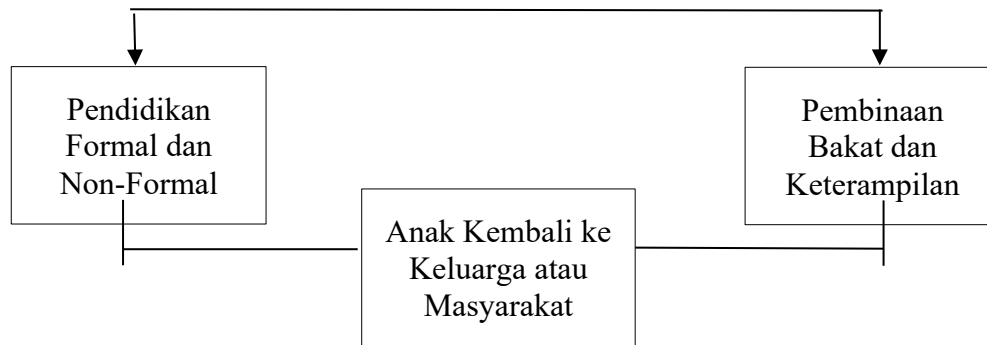 Pendidikan
Formal dan
Non-Formal
Pembinaan
Bakat dan
Keterampilan
Anak Kembali ke
Keluarga atau
Masyarakat